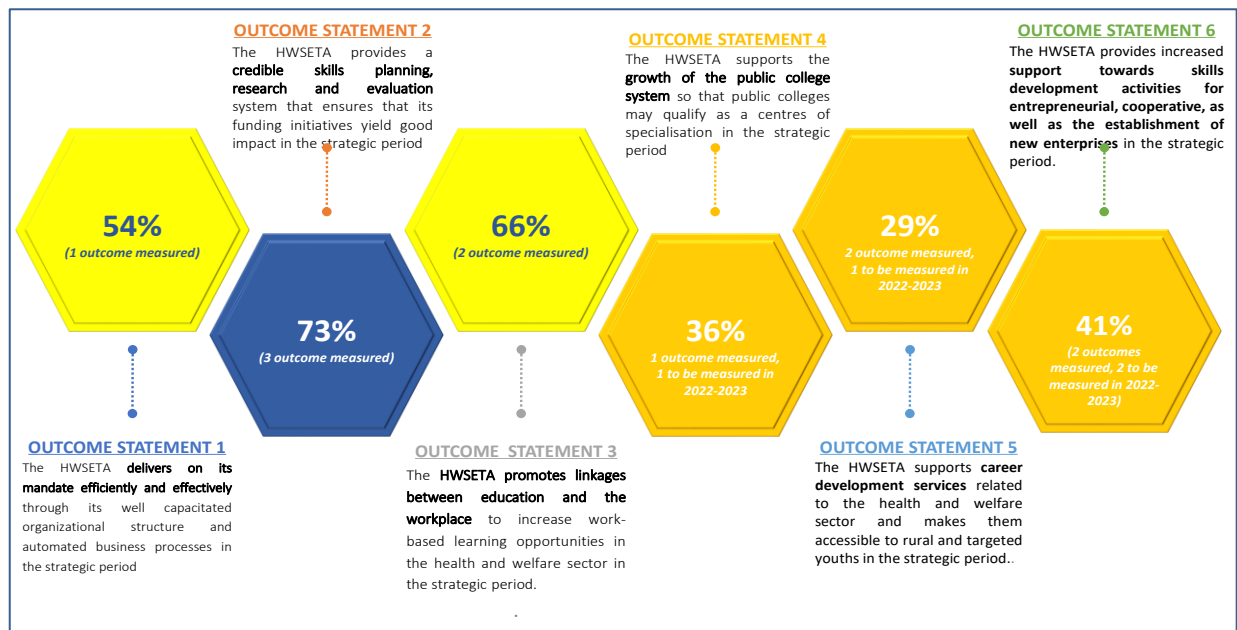 OUTCOME STATEMENT 2
The HWSETA provides a
credible skills planning,
research and evaluation
system that ensures that its
funding initiatives yield good
impact in the strategic period
OUTCOME STATEMENT 4
The HWSETA supports the
growth of the public college
system so that public colleges
may qualify as a centres of
specialisation in the strategic
period
OUTCOME STATEMENT 6
The HWSETA provides increased
support towards skills
development activities for
entrepreneurial, cooperative, as
well as the establishment of
new enterprises in the strategic
period.
54%
(1 outcome measured)
73%
(3 outcome measured)
66%
(2 outcome measured)
36%
1 outcome measured,
1 to be measured in
2022-2023
29%
2 outcome measured,
1 to be measured in
2022-2023
41%
(2 outcomes
measured, 2 to be
measured in 2022-
2023)
OUTCOME STATEMENT 1
The HWSETA delivers on its
mandate efficiently and effectively
through its well capacitated
organizational structure and
automated business processes in
the strategic period
OUTCOME STATEMENT 3
The HWSETA promotes linkages
between education and the
workplace to increase work-
based learning opportunities in
the health and welfare sector in
the strategic period.
.
OUTCOME STATEMENT 5
The HWSETA supports career
development services related
to the health and welfare
sector and makes them
accessible to rural and targeted
youths in the strategic period..